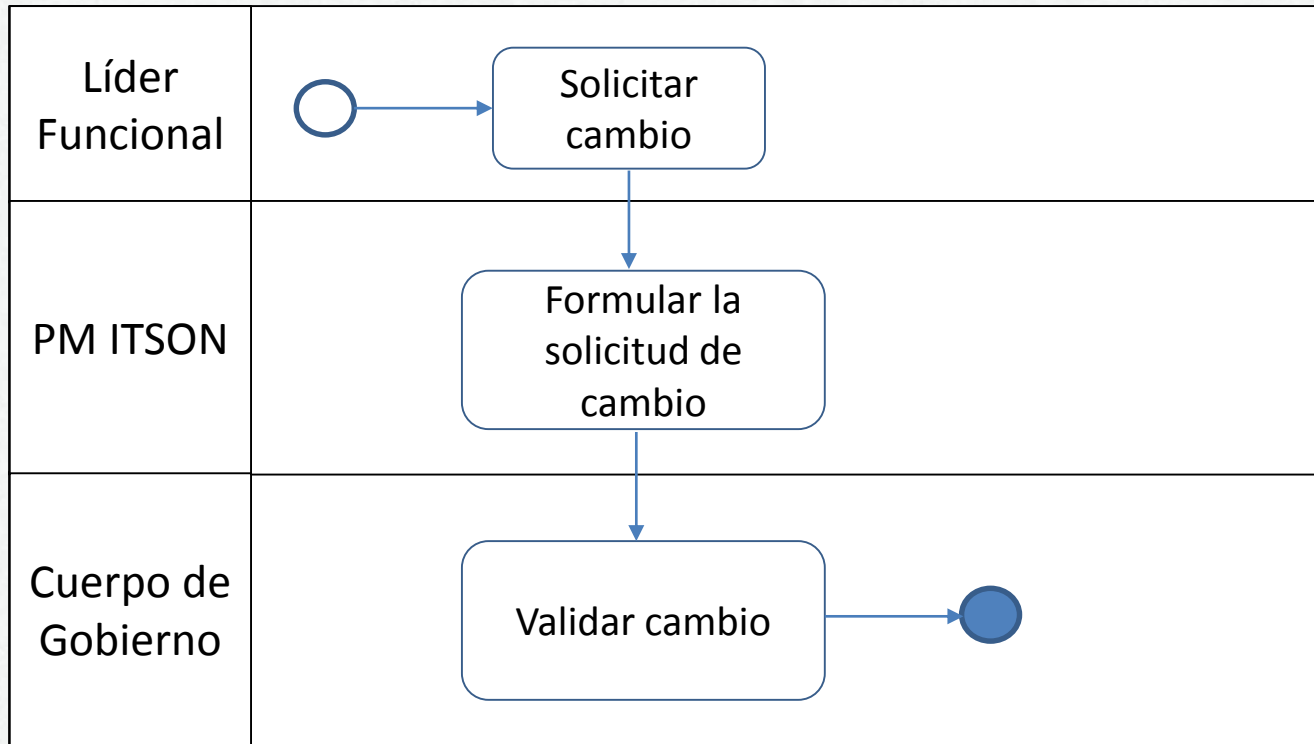 Líder
Funcional
Solicitar
cambio
PM ITSON
Formular la
solicitud de
cambio
Cuerpo de
Gobierno
Validar cambio